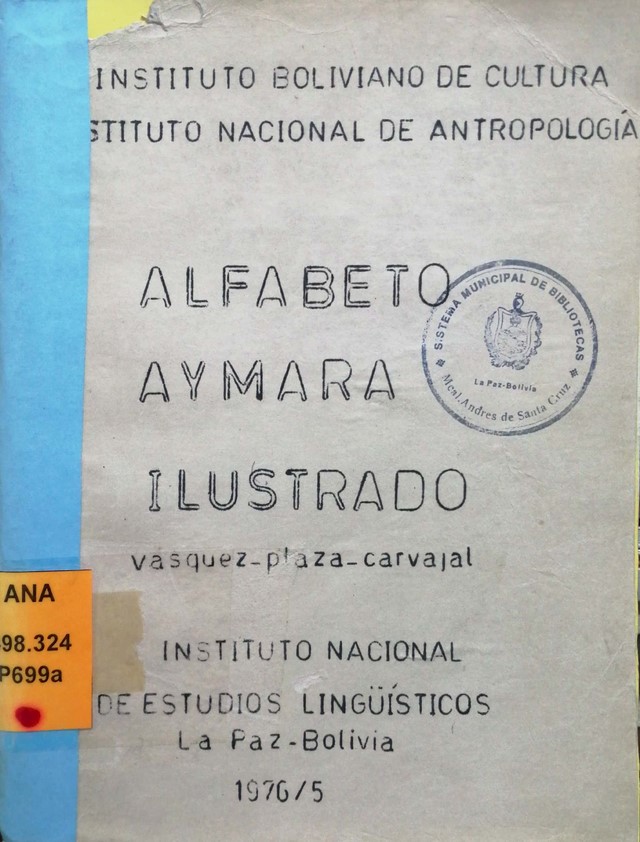 INSTITUTO BOLIVIANO DE CULTURA
STITUTO NACIONAL DE ANTROPOLOGÍA
ALFABETO
AYMARA
ILUSTRADO
vasquez-plaza-carvajal
INSTITUTO NACIONAL
DE ESTUDIOS LINGÜÍSTICOS
La Paz-Bolivia
1976/5
SISTEMA MUNICIPAL DE BIBLIOTECAS
La Paz-Bolivia
Mcal. Andres de Santa Cruz
ANA
98.324
P699a